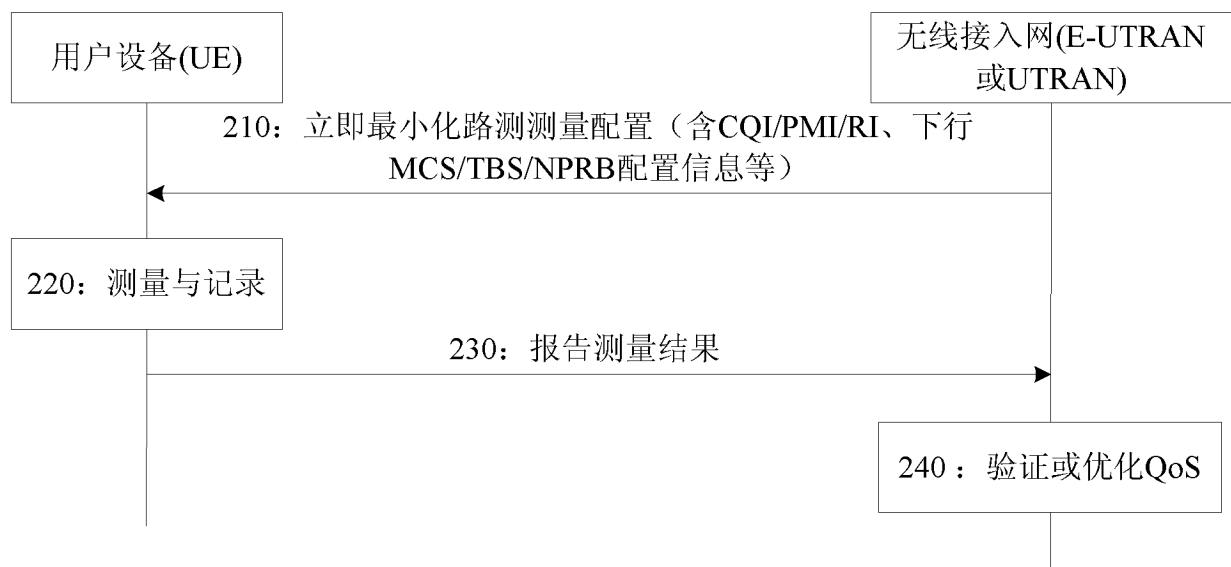 用户设备(UE)
无线接入网(E-UTRAN
或UTRAN)
210：立即最小化路测测量配置（含CQI/PMI/RI、下行
MCS/TBS/NPRB配置信息等）
220：测量与记录
230：报告测量结果
240：验证或优化QoS